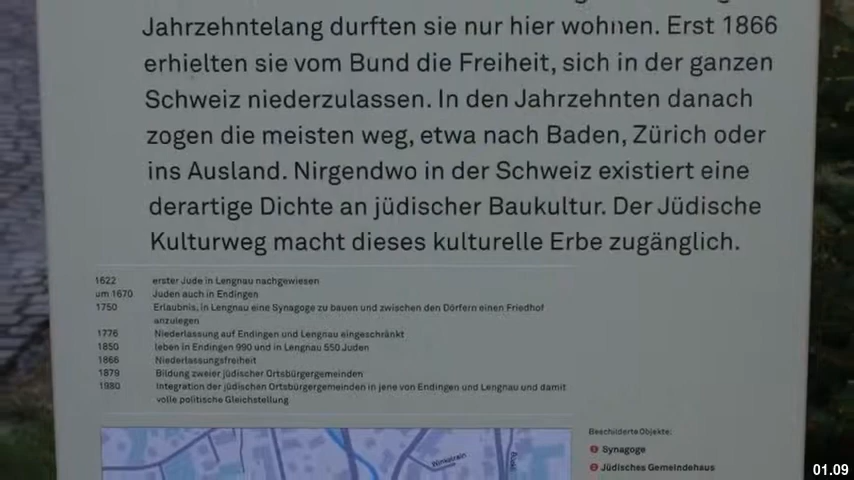 Jahrzehntelang durften sie nur hier wohnen. Erst 1866
erhielten sie vom Bund die Freiheit, sich in der ganzen
Schweiz niederzulassen. In den Jahrzehnten danach
zogen die meisten weg, etwa nach Baden, Zürich oder
ins Ausland. Nirgendwo in der Schweiz existiert eine
derartige Dichte an jüdischer Baukultur. Der Jüdische
Kulturweg macht dieses kulturelle Erbe zugänglich.
1622 erster Jude in Lengnau nachgewiesen
um 1670 Juden auch in Endingen
1750 Erlaubnis, in Lengnau eine Synagoge zu bauen und zwischen den Dörfern einen Friedhof
anzulegen
1776 Niederlassung auf Endingen und Lengnau eingeschränkt
1850 leben in Endingen 990 und in Lengnau 550 Juden
1866 Niederlassungsfreiheit
1879 Bildung zweier jüdischer Ortsbürgergemeinden
1980 Integration der jüdischen Ortsbürgergemeinden in jene von Endingen und Lengnau und damit
volle politische Gleichstellung
Beschilderte Objekte:
1 Synagoge
2 Jüdisches Gemeindehaus
01.09